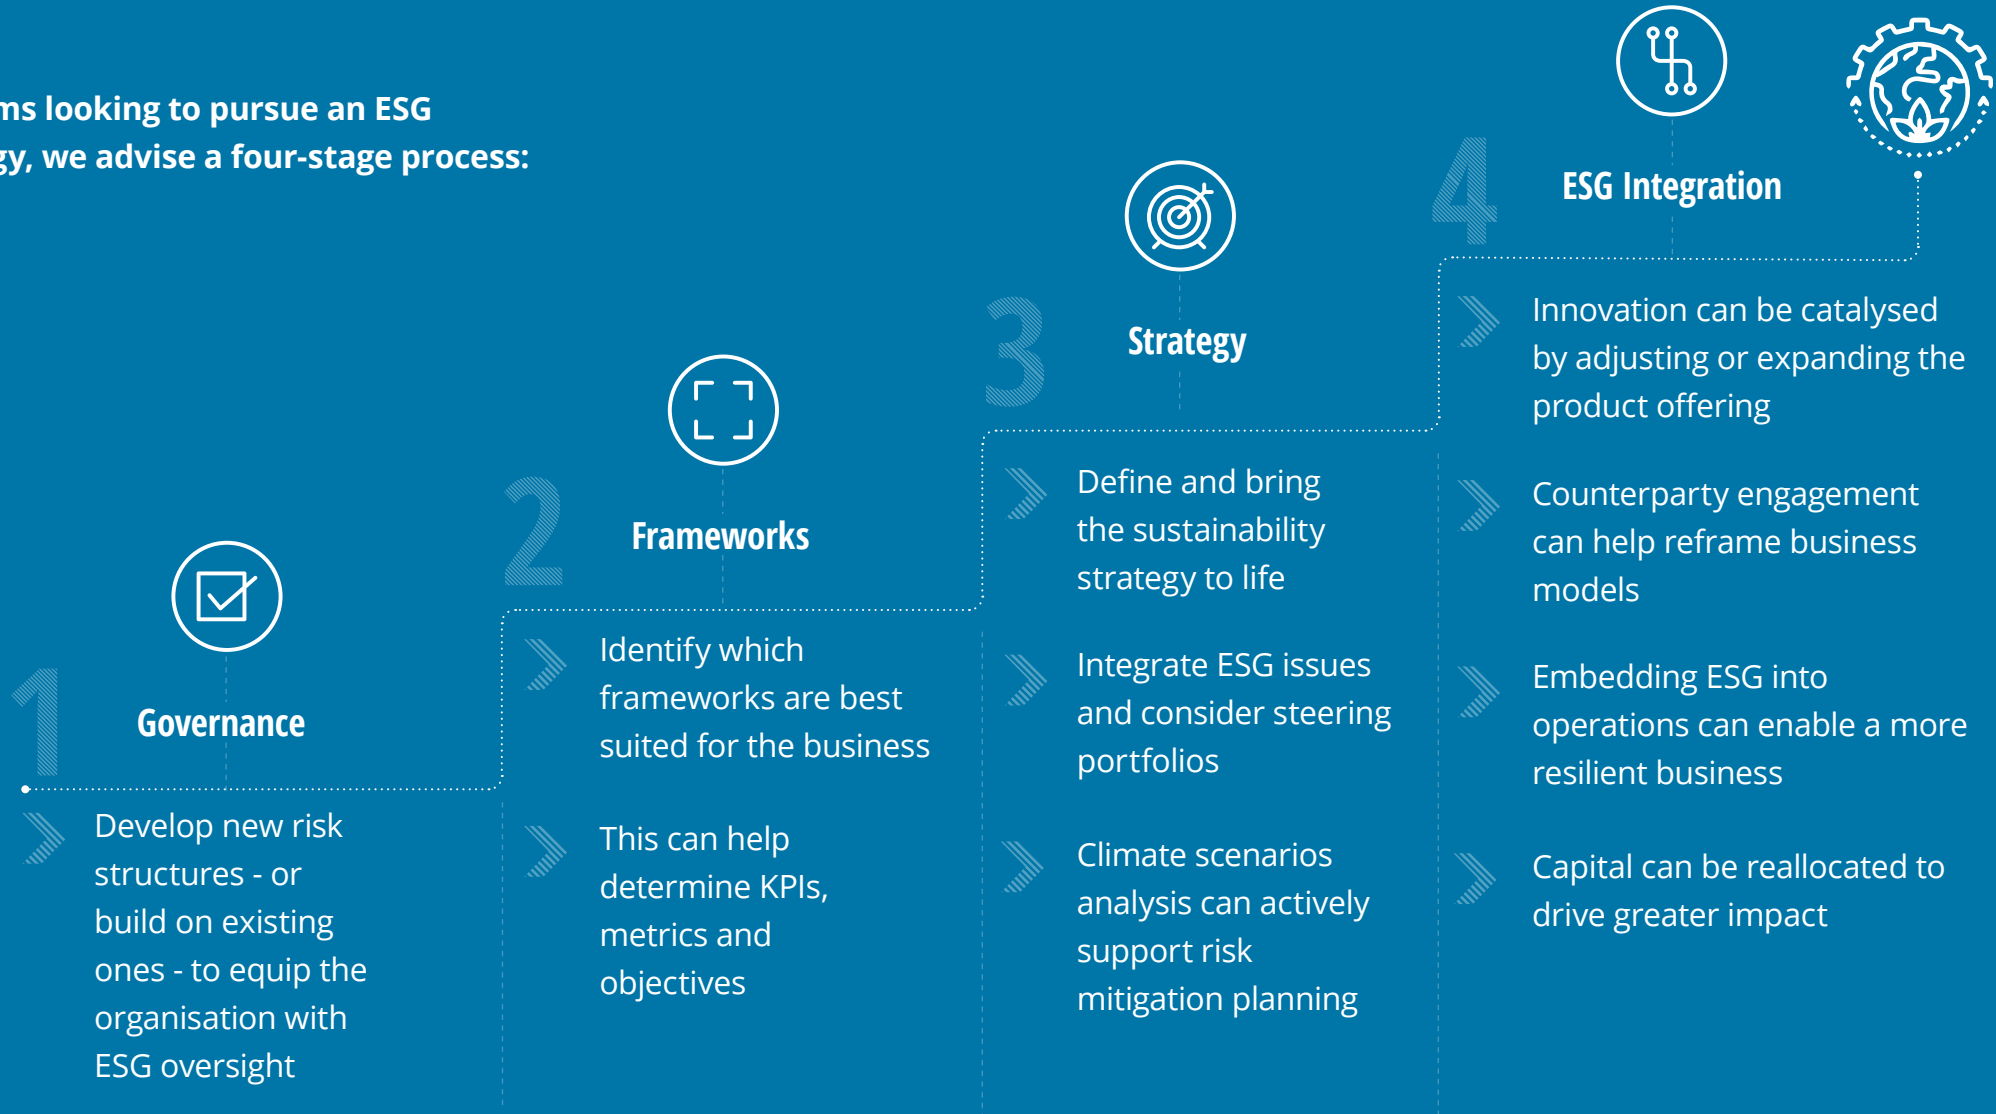 ms looking to pursue an ESG
gy, we advise a four-stage process:
1
Governance
Develop new risk
structures - or
build on existing
ones - to equip the
organisation with
ESG oversight
2
Frameworks
Identify which
frameworks are best
suited for the business
This can help
determine KPIs,
metrics and
objectives
3
Strategy
Define and bring
the sustainability
strategy to life
Integrate ESG issues
and consider steering
portfolios
Climate scenarios
analysis can actively
support risk
mitigation planning
4
ESG Integration
Innovation can be catalysed
by adjusting or expanding the
product offering
Counterparty engagement
can help reframe business
models
Embedding ESG into
operations can enable a more
resilient business
Capital can be reallocated to
drive greater impact